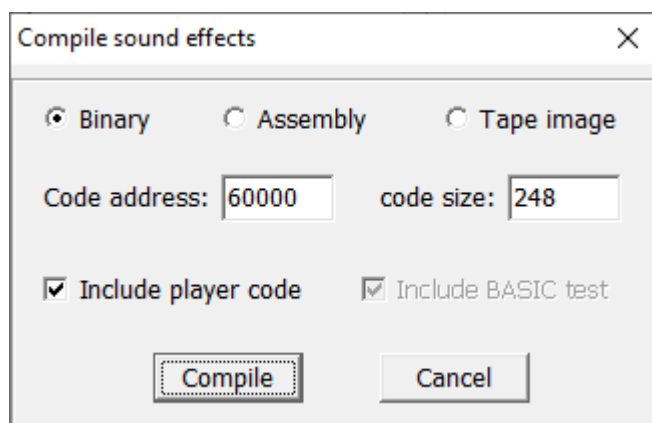 Compile sound effects
Binary Assembly Tape image
Code address: 60000 code size: 248
Include player code Include BASIC test
Compile Cancel